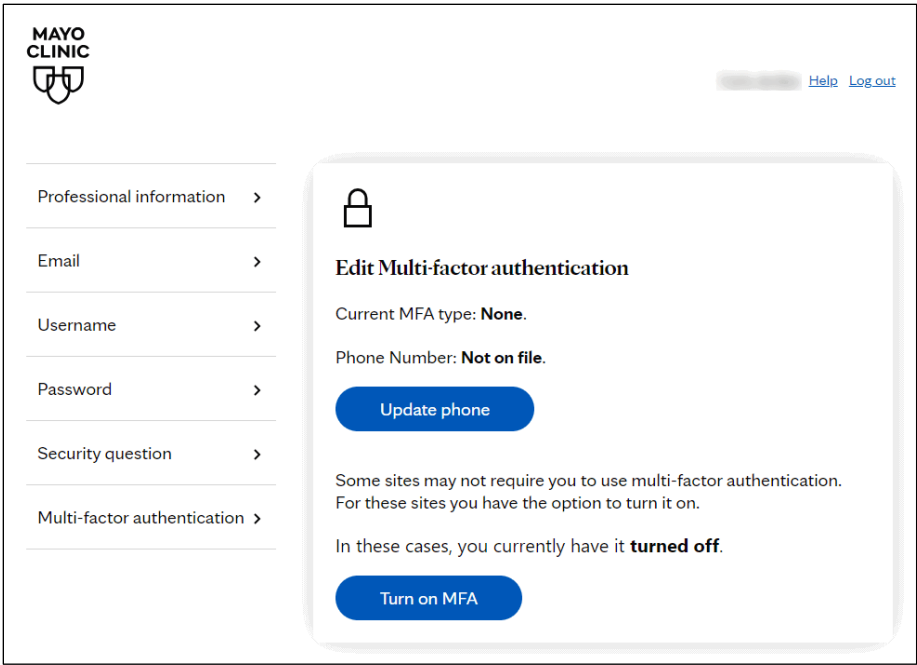 MAYO
CLINIC
Help Log out
Professional information
Email
Username
Password
Security question
Multi-factor authentication
Edit Multi-factor authentication
Current MFA type: None.
Phone Number: Not on file.
Update phone
Some sites may not require you to use multi-factor authentication.
For these sites you have the option to turn it on.
In these cases, you currently have it turned off.
Turn on MFA